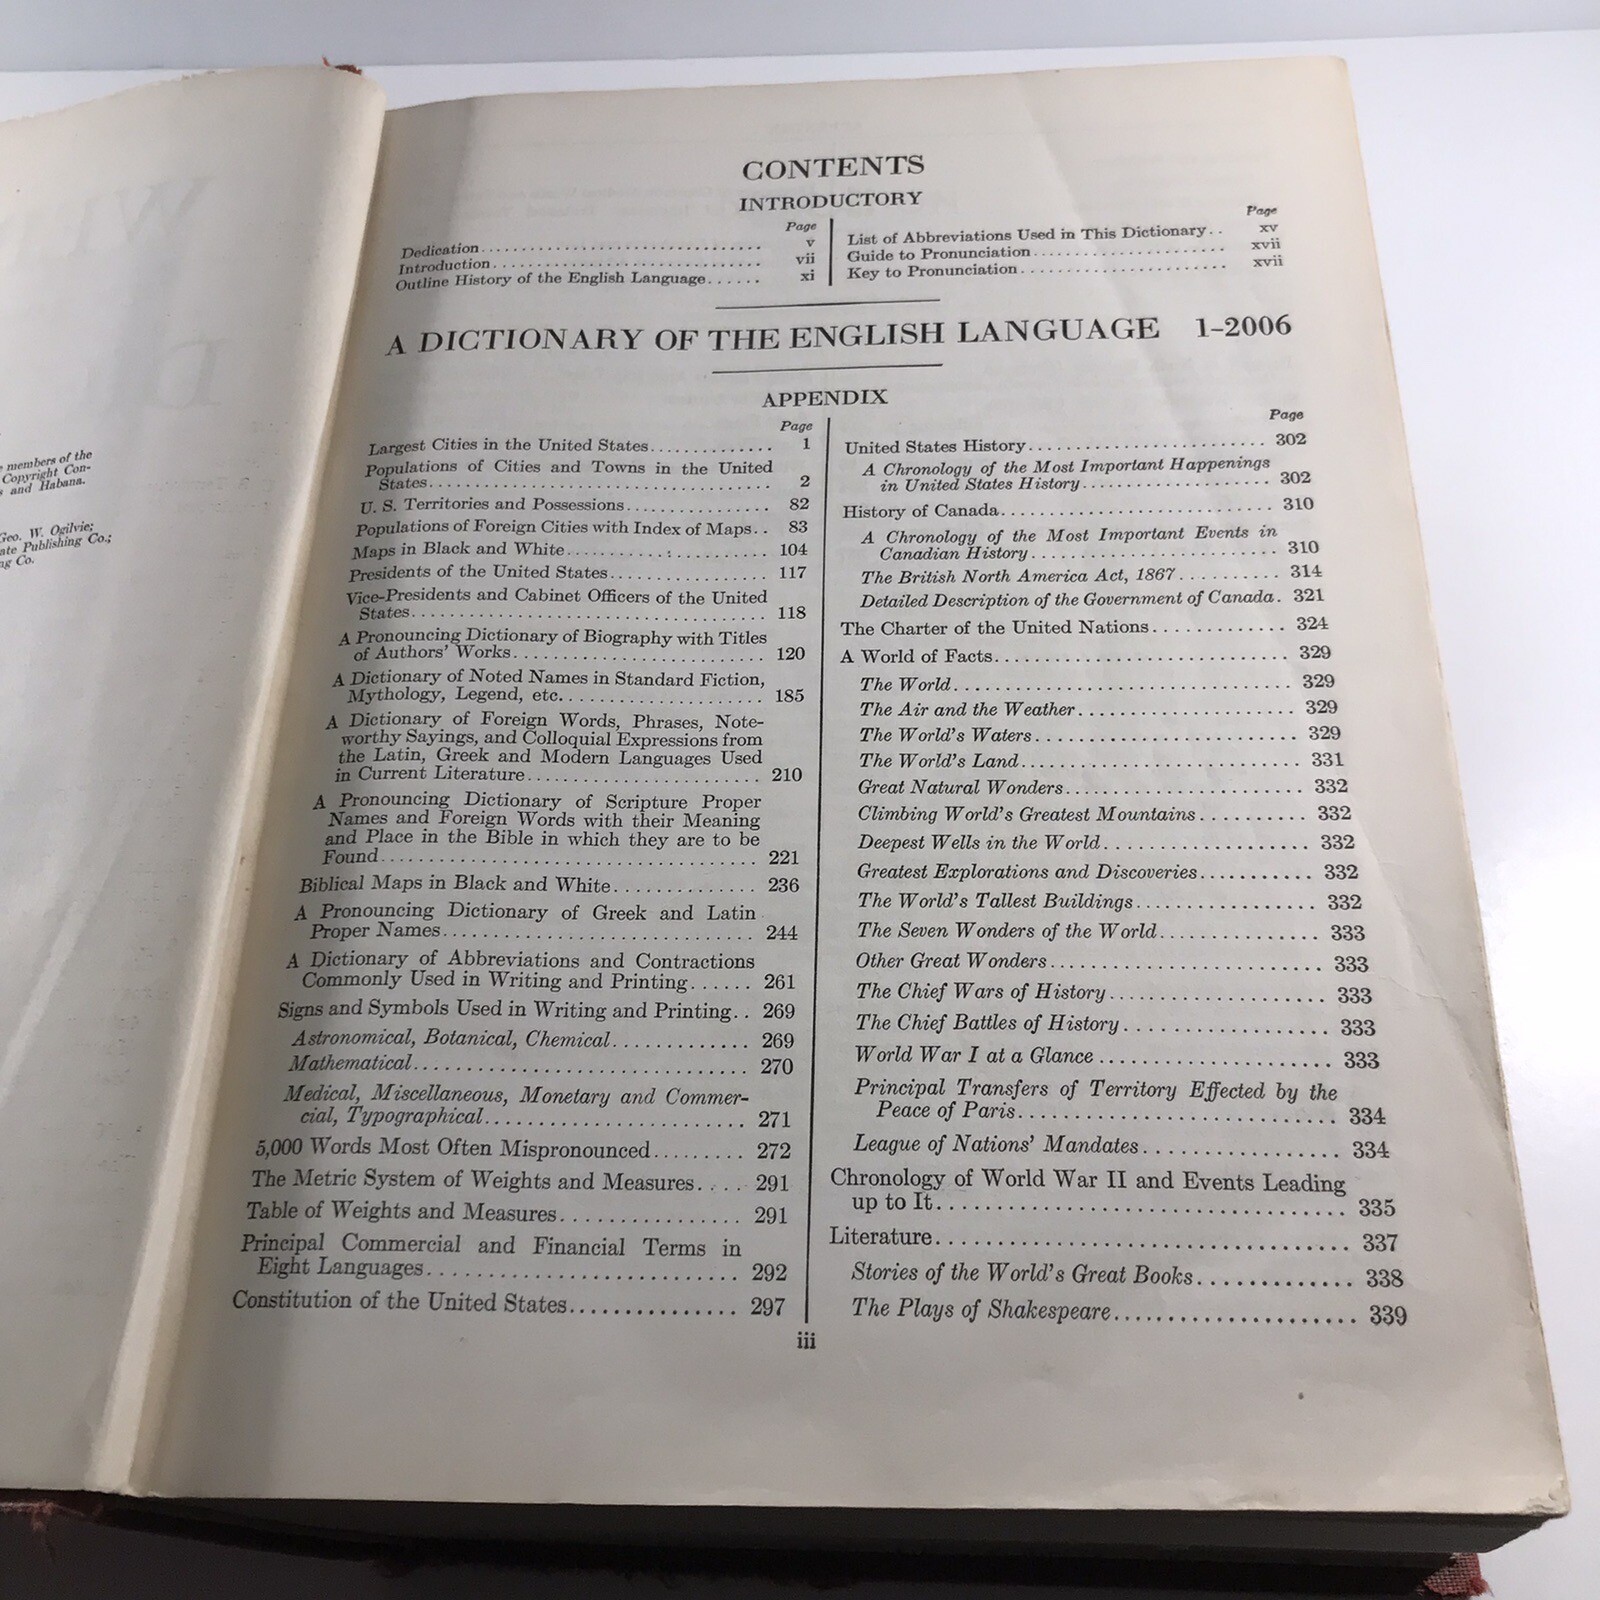 members of the
Copyright Con-
and Habana.
Geo. W. Ogilvie;
Publishing Co.;
Co.
CONTENTS
INTRODUCTORY
Page
Dedication.............................. v
Introduction............................ vii
Outline History of the English Language...... xi
Page
List of Abbreviations Used in This Dictionary.. xv
Guide to Pronunciation..................... xvii
Key to Pronunciation...................... xvii
A DICTIONARY OF THE ENGLISH LANGUAGE 1–2006
APPENDIX
Page
Largest Cities in the United States............. 1
Populations of Cities and Towns in the United
States................................... 2
U. S. Territories and Possessions............... 82
Populations of Foreign Cities with Index of Maps.. 83
Maps in Black and White..................... 104
Presidents of the United States................ 117
Vice-Presidents and Cabinet Officers of the United
States.................................... 118
A Pronouncing Dictionary of Biography with Titles
of Authors' Works.......................... 120
A Dictionary of Noted Names in Standard Fiction,
Mythology, Legend, etc..................... 185
A Dictionary of Foreign Words, Phrases, Note-
worthy Sayings, and Colloquial Expressions from
the Latin, Greek and Modern Languages Used
in Current Literature........................ 210
A Pronouncing Dictionary of Scripture Proper
Names and Foreign Words with their Meaning
and Place in the Bible in which they are to be
Found...................................... 221
Biblical Maps in Black and White............... 236
A Pronouncing Dictionary of Greek and Latin
Proper Names................................ 244
A Dictionary of Abbreviations and Contractions
Commonly Used in Writing and Printing...... 261
Signs and Symbols Used in Writing and Printing.. 269
Astronomical, Botanical, Chemical............. 269
Mathematical............................... 270
Medical, Miscellaneous, Monetary and Commer-
cial, Typographical........................ 271
5,000 Words Most Often Mispronounced......... 272
The Metric System of Weights and Measures.... 291
Table of Weights and Measures................ 291
Principal Commercial and Financial Terms in
Eight Languages............................ 292
Constitution of the United States............... 297
Page
United States History......................... 302
A Chronology of the Most Important Happenings
in United States History.................... 302
History of Canada............................ 310
A Chronology of the Most Important Events in
Canadian History......................... 310
The British North America Act, 1867.......... 314
Detailed Description of the Government of Canada. 321
The Charter of the United Nations............. 324
A World of Facts............................. 329
The World.................................. 329
The Air and the Weather...................... 329
The World's Waters.......................... 329
The World's Land............................ 331
Great Natural Wonders........................ 332
Climbing World's Greatest Mountains.......... 332
Deepest Wells in the World................... 332
Greatest Explorations and Discoveries........... 332
The World's Tallest Buildings................. 332
The Seven Wonders of the World............... 333
Other Great Wonders......................... 333
The Chief Wars of History..................... 333
The Chief Battles of History................... 333
World War I at a Glance..................... 333
Principal Transfers of Territory Effected by the
Peace of Paris............................. 334
League of Nations' Mandates................. 334
Chronology of World War II and Events Leading
up to It.................................... 335
Literature................................... 337
Stories of the World's Great Books............. 338
The Plays of Shakespeare..................... 339
iii